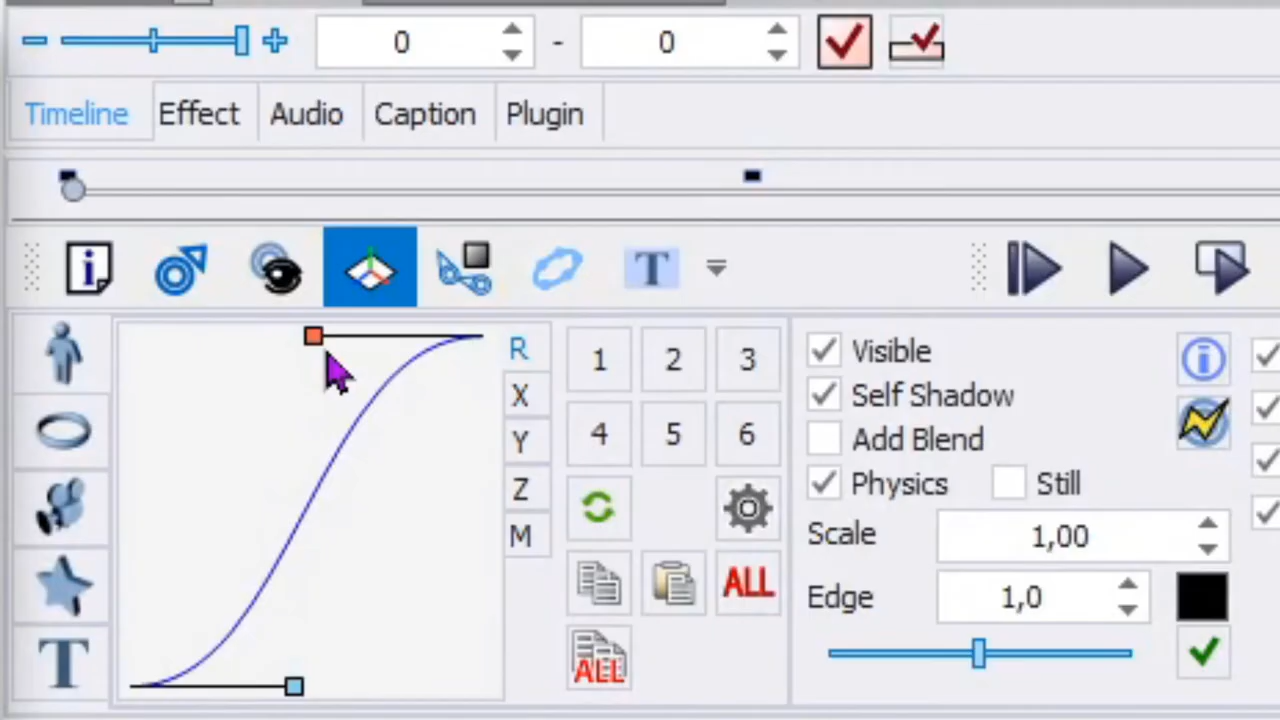 0 - 0
Timeline Effect Audio Caption Plugin
i T
R 1 2 3 Visible i
X Self Shadow
Y 4 5 6 Add Blend
Z Physics Still
M Scale 1,00
ALL Edge 1,0
T ALL